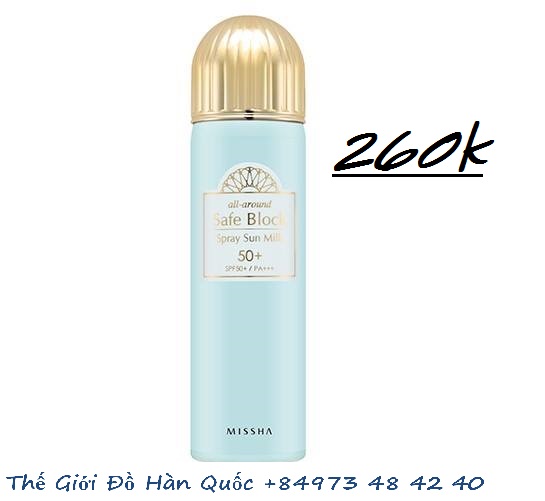 260k
all-around
Safe Block
Spray Sun Milk
50+
SPF50+ / PA+++
MISSHA
Thế Giới Đồ Hàn Quốc +84973 48 42 40